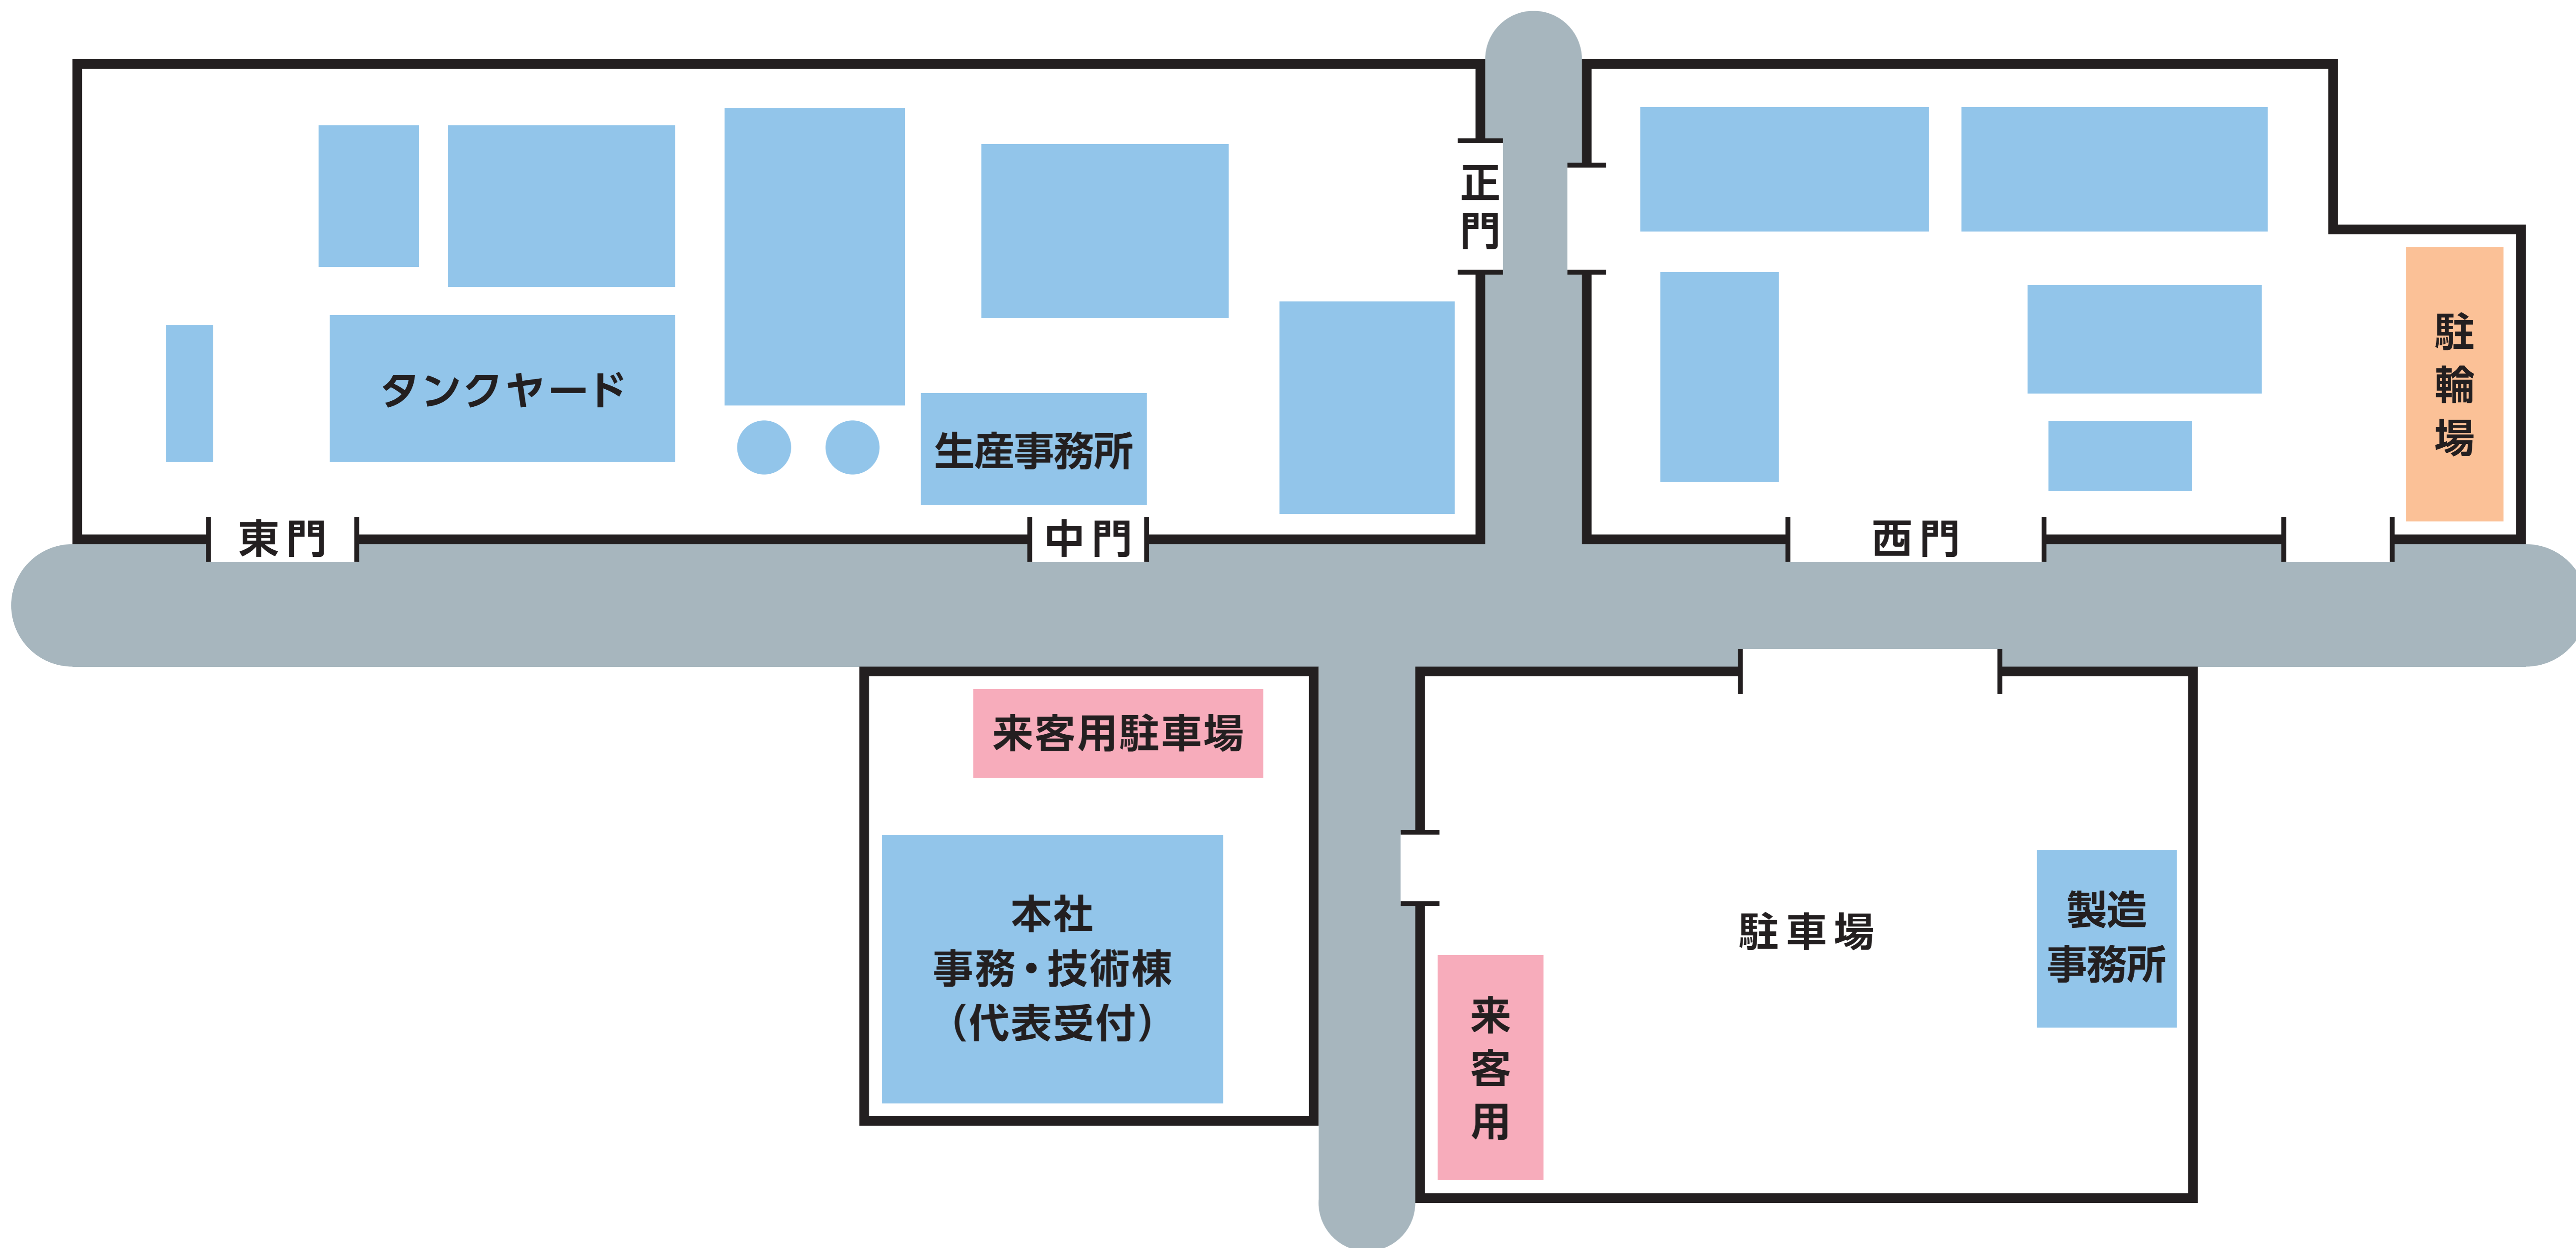 正門
タンクヤード
生産事務所
駐輪場
東門
中門
西門
来客用駐車場
本社
事務・技術棟
（代表受付）
駐車場
製造
事務所
来客用